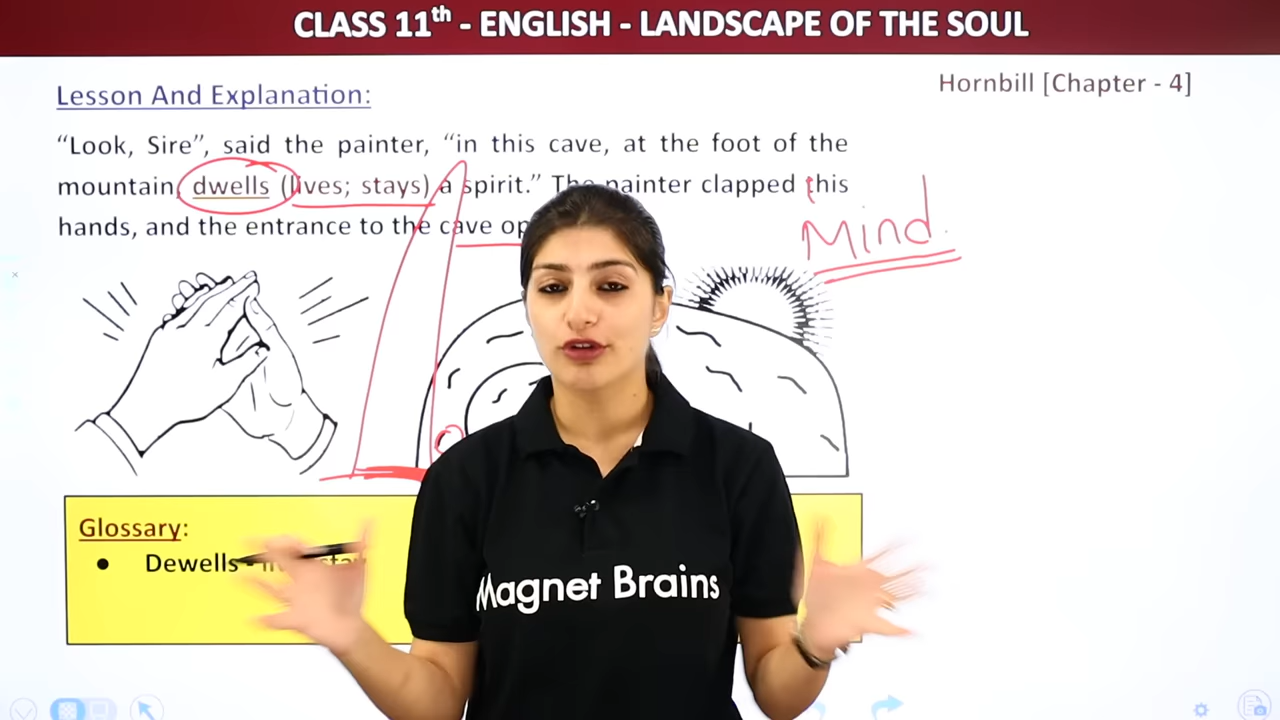 CLASS 11th - ENGLISH - LANDSCAPE OF THE SOUL
Hornbill [Chapter - 4]
Lesson And Explanation:
“Look, Sire”, said the painter, “in this cave, at the foot of the
mountain, dwells (lives; stays) a spirit.” The painter clapped this
hands, and the entrance to the cave op
Mind
Glossary:
● Dewells -
Magnet Brains